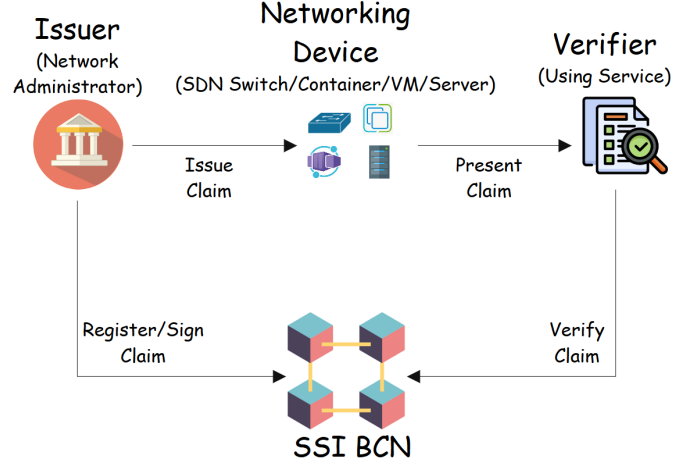 Issuer
(Network
Administrator)
Networking
Device
(SDN Switch/Container/VM/Server)
Verifier
(Using Service)
Issue
Claim
Present
Claim
Register/Sign
Claim
Verify
Claim
SSI BCN